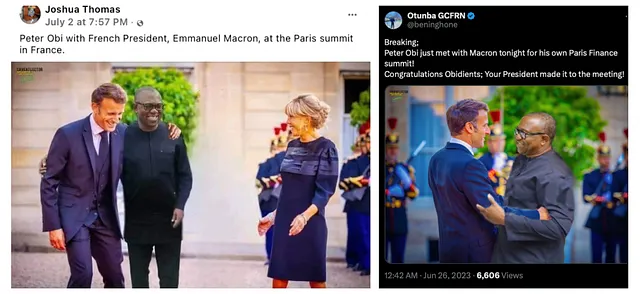 Joshua Thomas
July 2 at 7:57 PM ·
Peter Obi with French President, Emmanuel Macron, at the Paris summit
in France.
Otunba GCFRN
@beninghone
Breaking;
Peter Obi just met with Macron tonight for his own Paris Finance
summit!
Congratulations Obidients; Your President made it to the meeting!
12:42 AM · Jun 26, 2023 · 6,606 Views